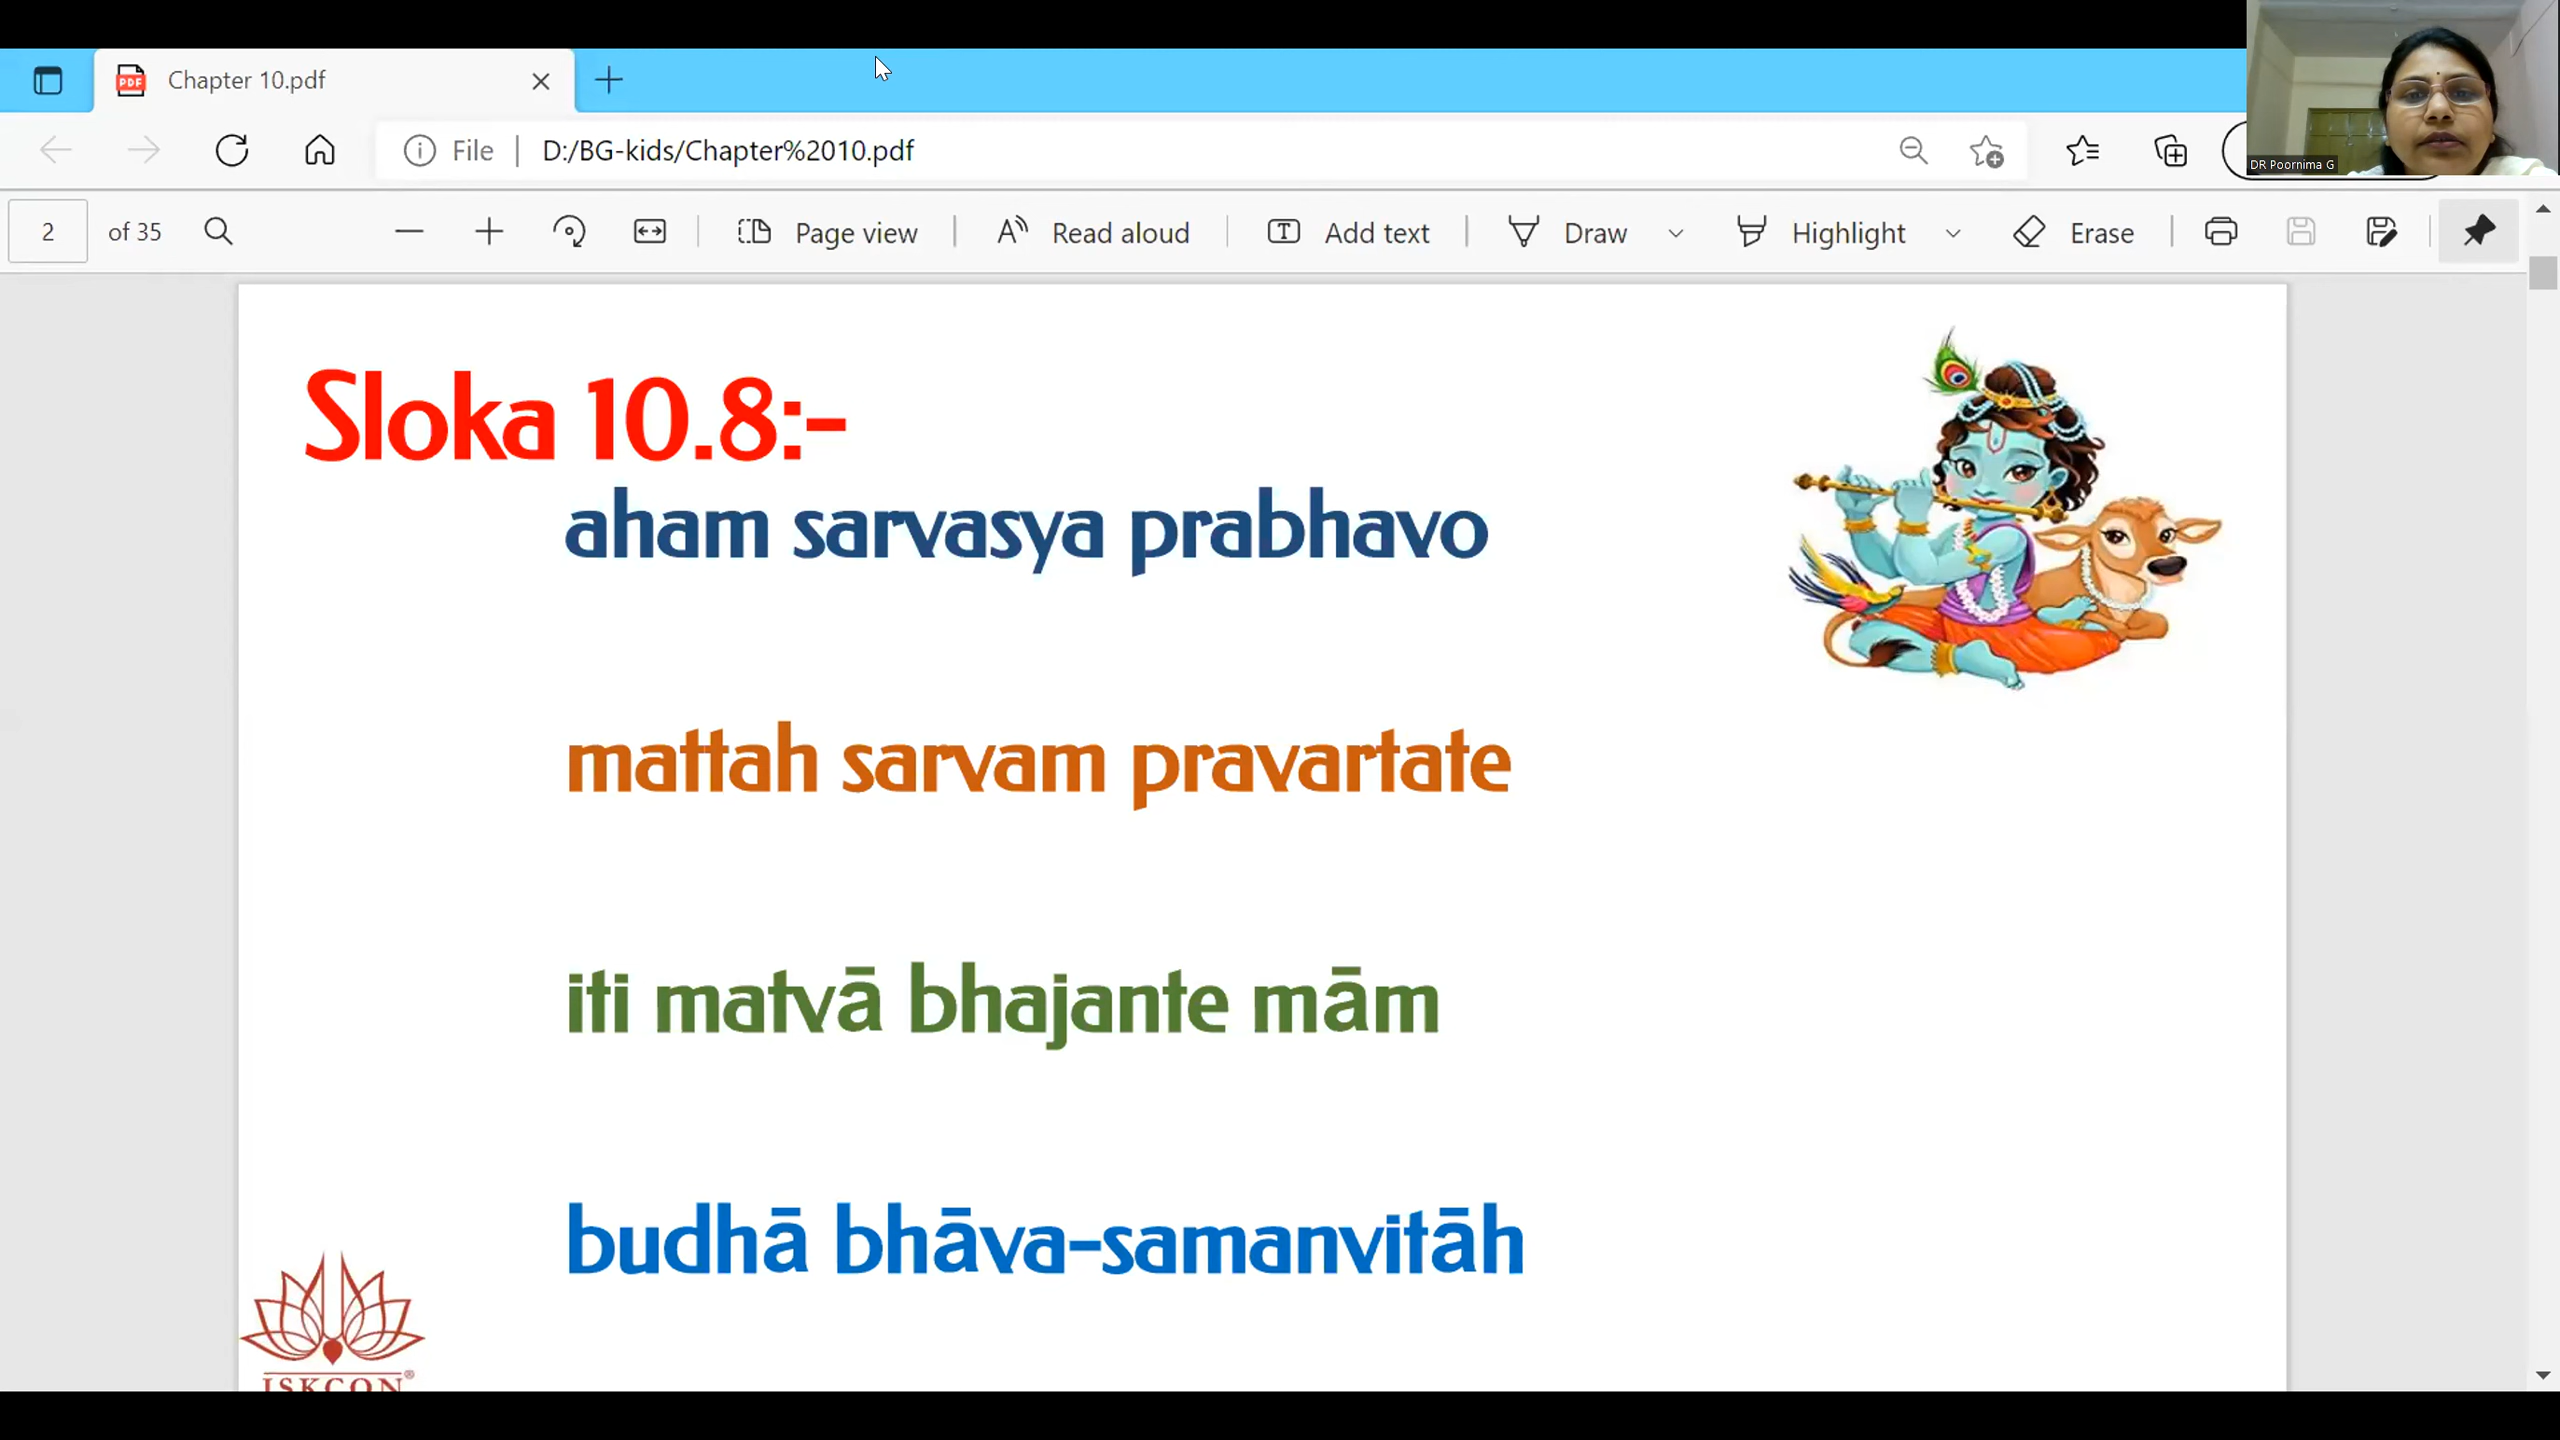 Chapter 10.pdf
File D:/BG-kids/Chapter%2010.pdf
DR Poornima G
2 of 35 Page view Read aloud Add text Draw Highlight Erase
Sloka 10.8:-
aham sarvasya prabhavo
mattah sarvam pravartate
iti matvā bhajante mām
budhā bhāva-samanvitāh
ISKCON®